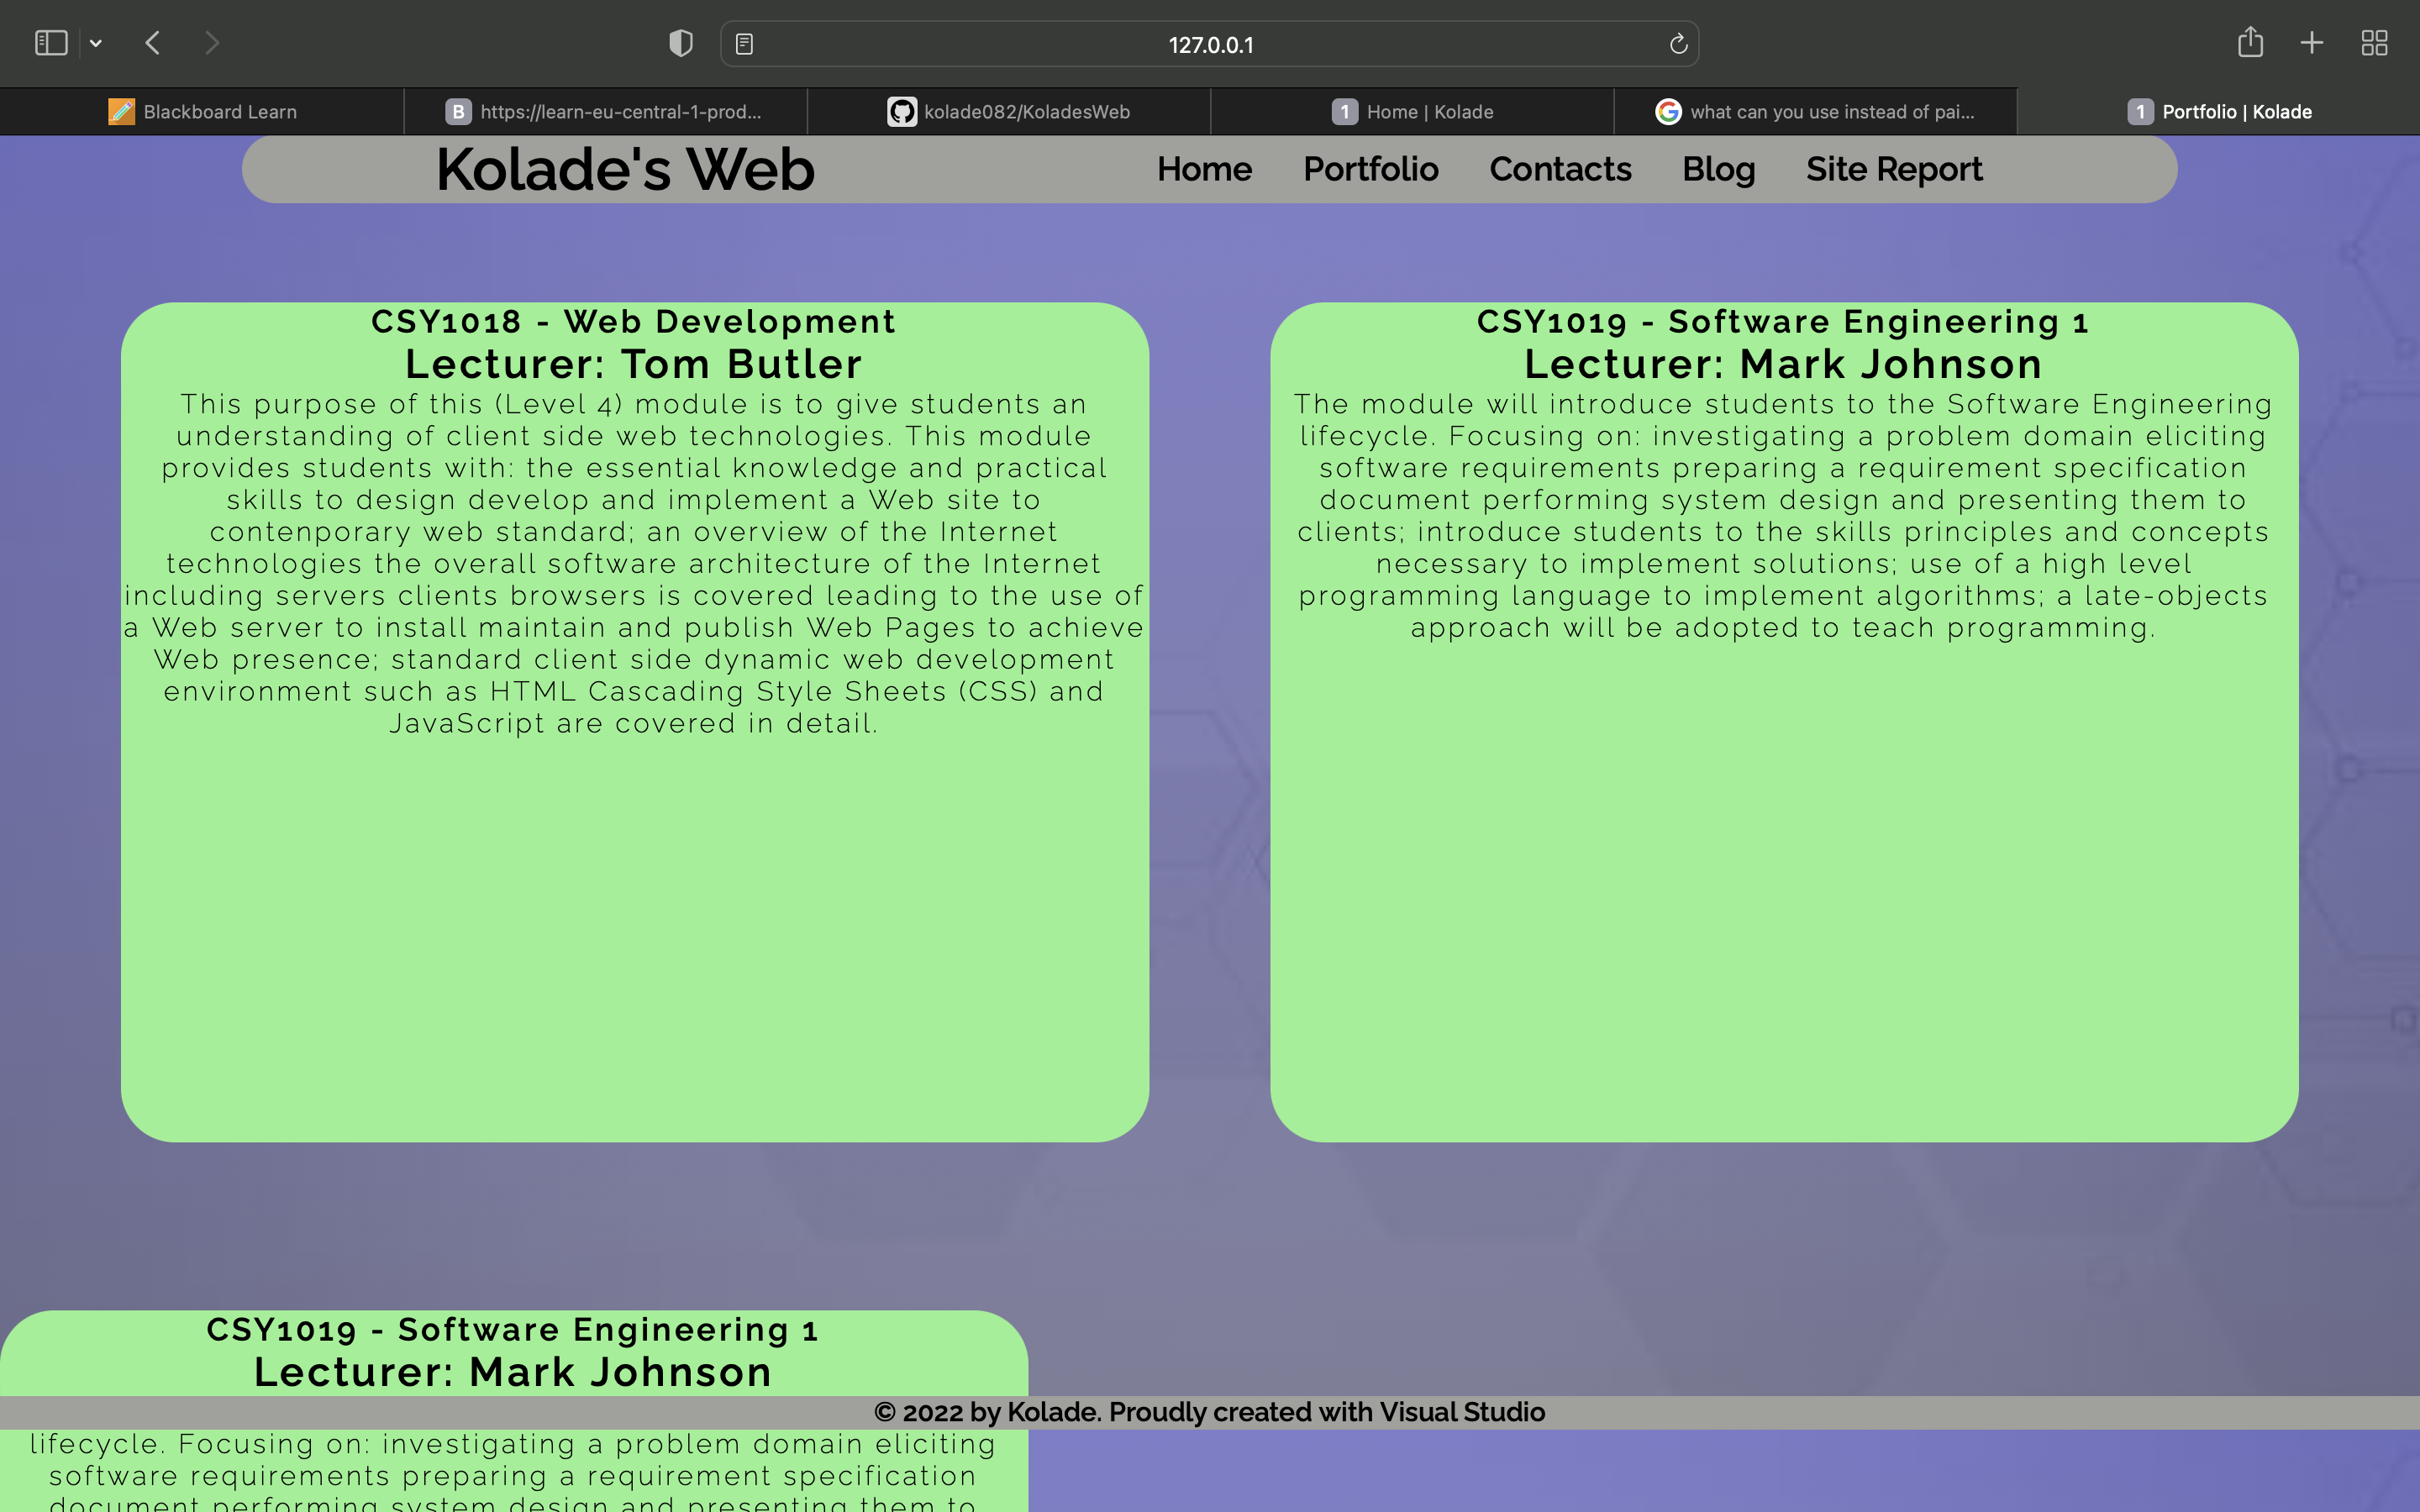 127.0.0.1
Blackboard Learn
B https://learn-eu-central-1-prod...
kolade082/KoladesWeb
1 Home | Kolade
what can you use instead of pai...
1 Portfolio | Kolade
Kolade's Web
Home Portfolio Contacts Blog Site Report
CSY1018 - Web Development
Lecturer: Tom Butler
This purpose of this (Level 4) module is to give students an
understanding of client side web technologies. This module
provides students with: the essential knowledge and practical
skills to design develop and implement a Web site to
contenporary web standard; an overview of the Internet
technologies the overall software architecture of the Internet
including servers clients browsers is covered leading to the use of
a Web server to install maintain and publish Web Pages to achieve
Web presence; standard client side dynamic web development
environment such as HTML Cascading Style Sheets (CSS) and
JavaScript are covered in detail.
CSY1019 - Software Engineering 1
Lecturer: Mark Johnson
The module will introduce students to the Software Engineering
lifecycle. Focusing on: investigating a problem domain eliciting
software requirements preparing a requirement specification
document performing system design and presenting them to
clients; introduce students to the skills principles and concepts
necessary to implement solutions; use of a high level
programming language to implement algorithms; a late-objects
approach will be adopted to teach programming.
CSY1019 - Software Engineering 1
Lecturer: Mark Johnson
© 2022 by Kolade. Proudly created with Visual Studio
lifecycle. Focusing on: investigating a problem domain eliciting
software requirements preparing a requirement specification
document performing system design and presenting them to